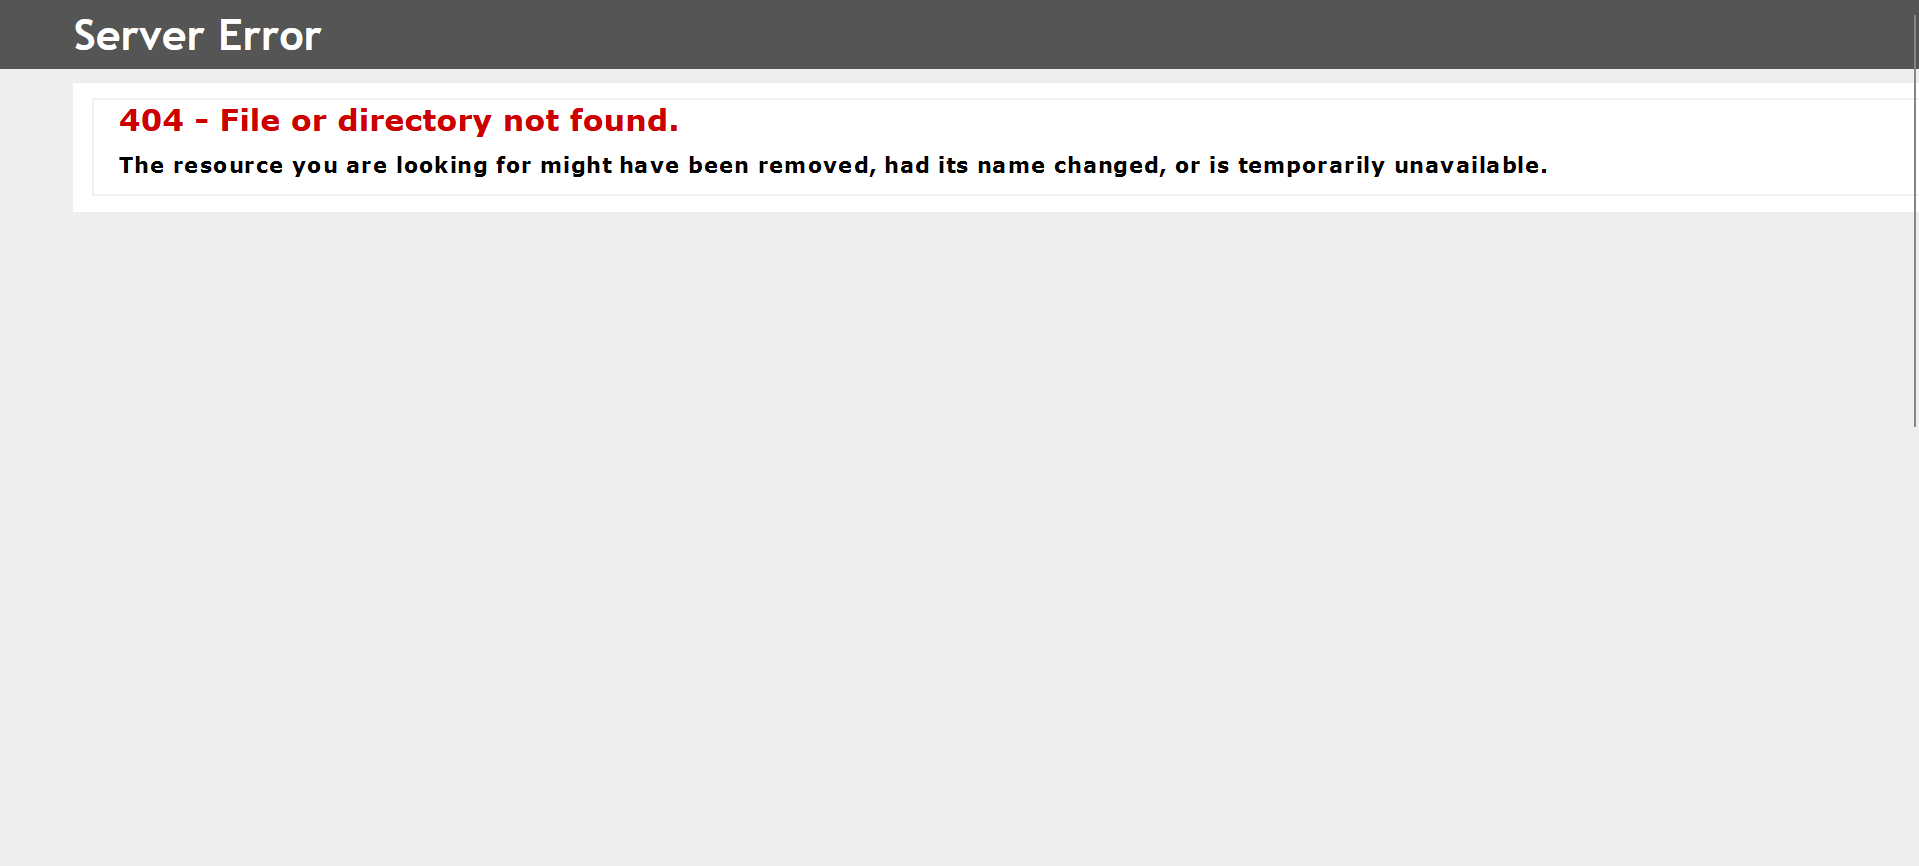 Server Error
404 - File or directory not found.
The resource you are looking for might have been removed, had its name changed, or is temporarily unavailable.